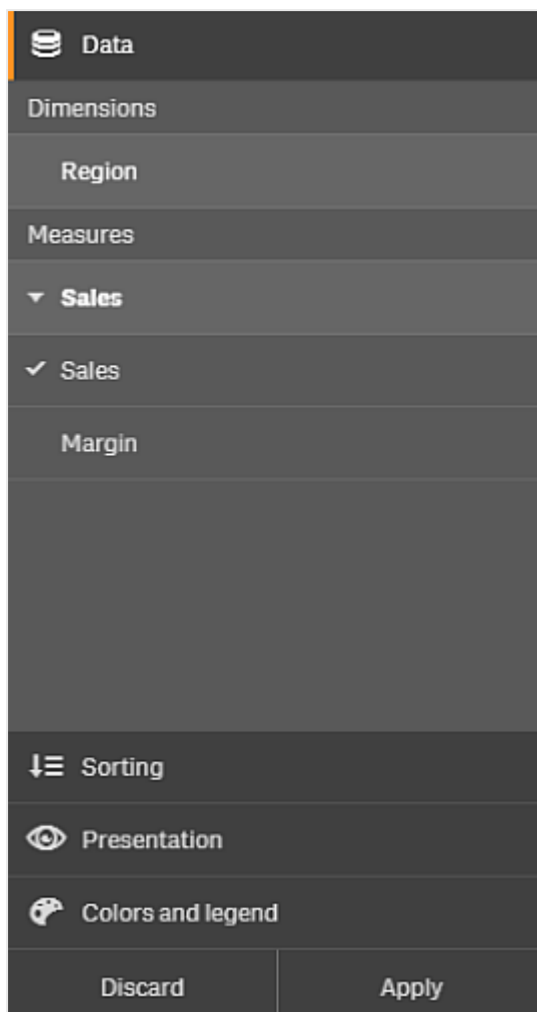 Data
Dimensions
Region
Measures
Sales
Sales
Margin
Sorting
Presentation
Colors and legend
Discard Apply